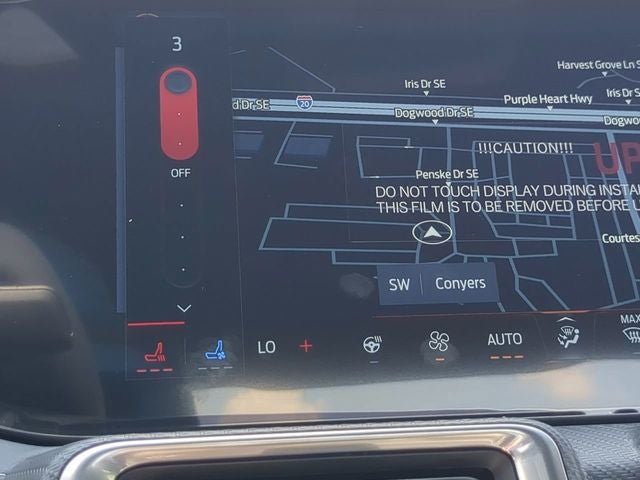 3
OFF
Harvest Grove Ln S
Iris Dr SE
Iris Dr S
d Dr SE
20
Purple Heart Hwy
Dogwood Dr SE
Dogwo
!!!CAUTION!!!
UP
Penske Dr SE
DO NOT TOUCH DISPLAY DURING INSTA
THIS FILM IS TO BE REMOVED BEFORE U
Courtes
SW
Conyers
LO +
AUTO
MAX